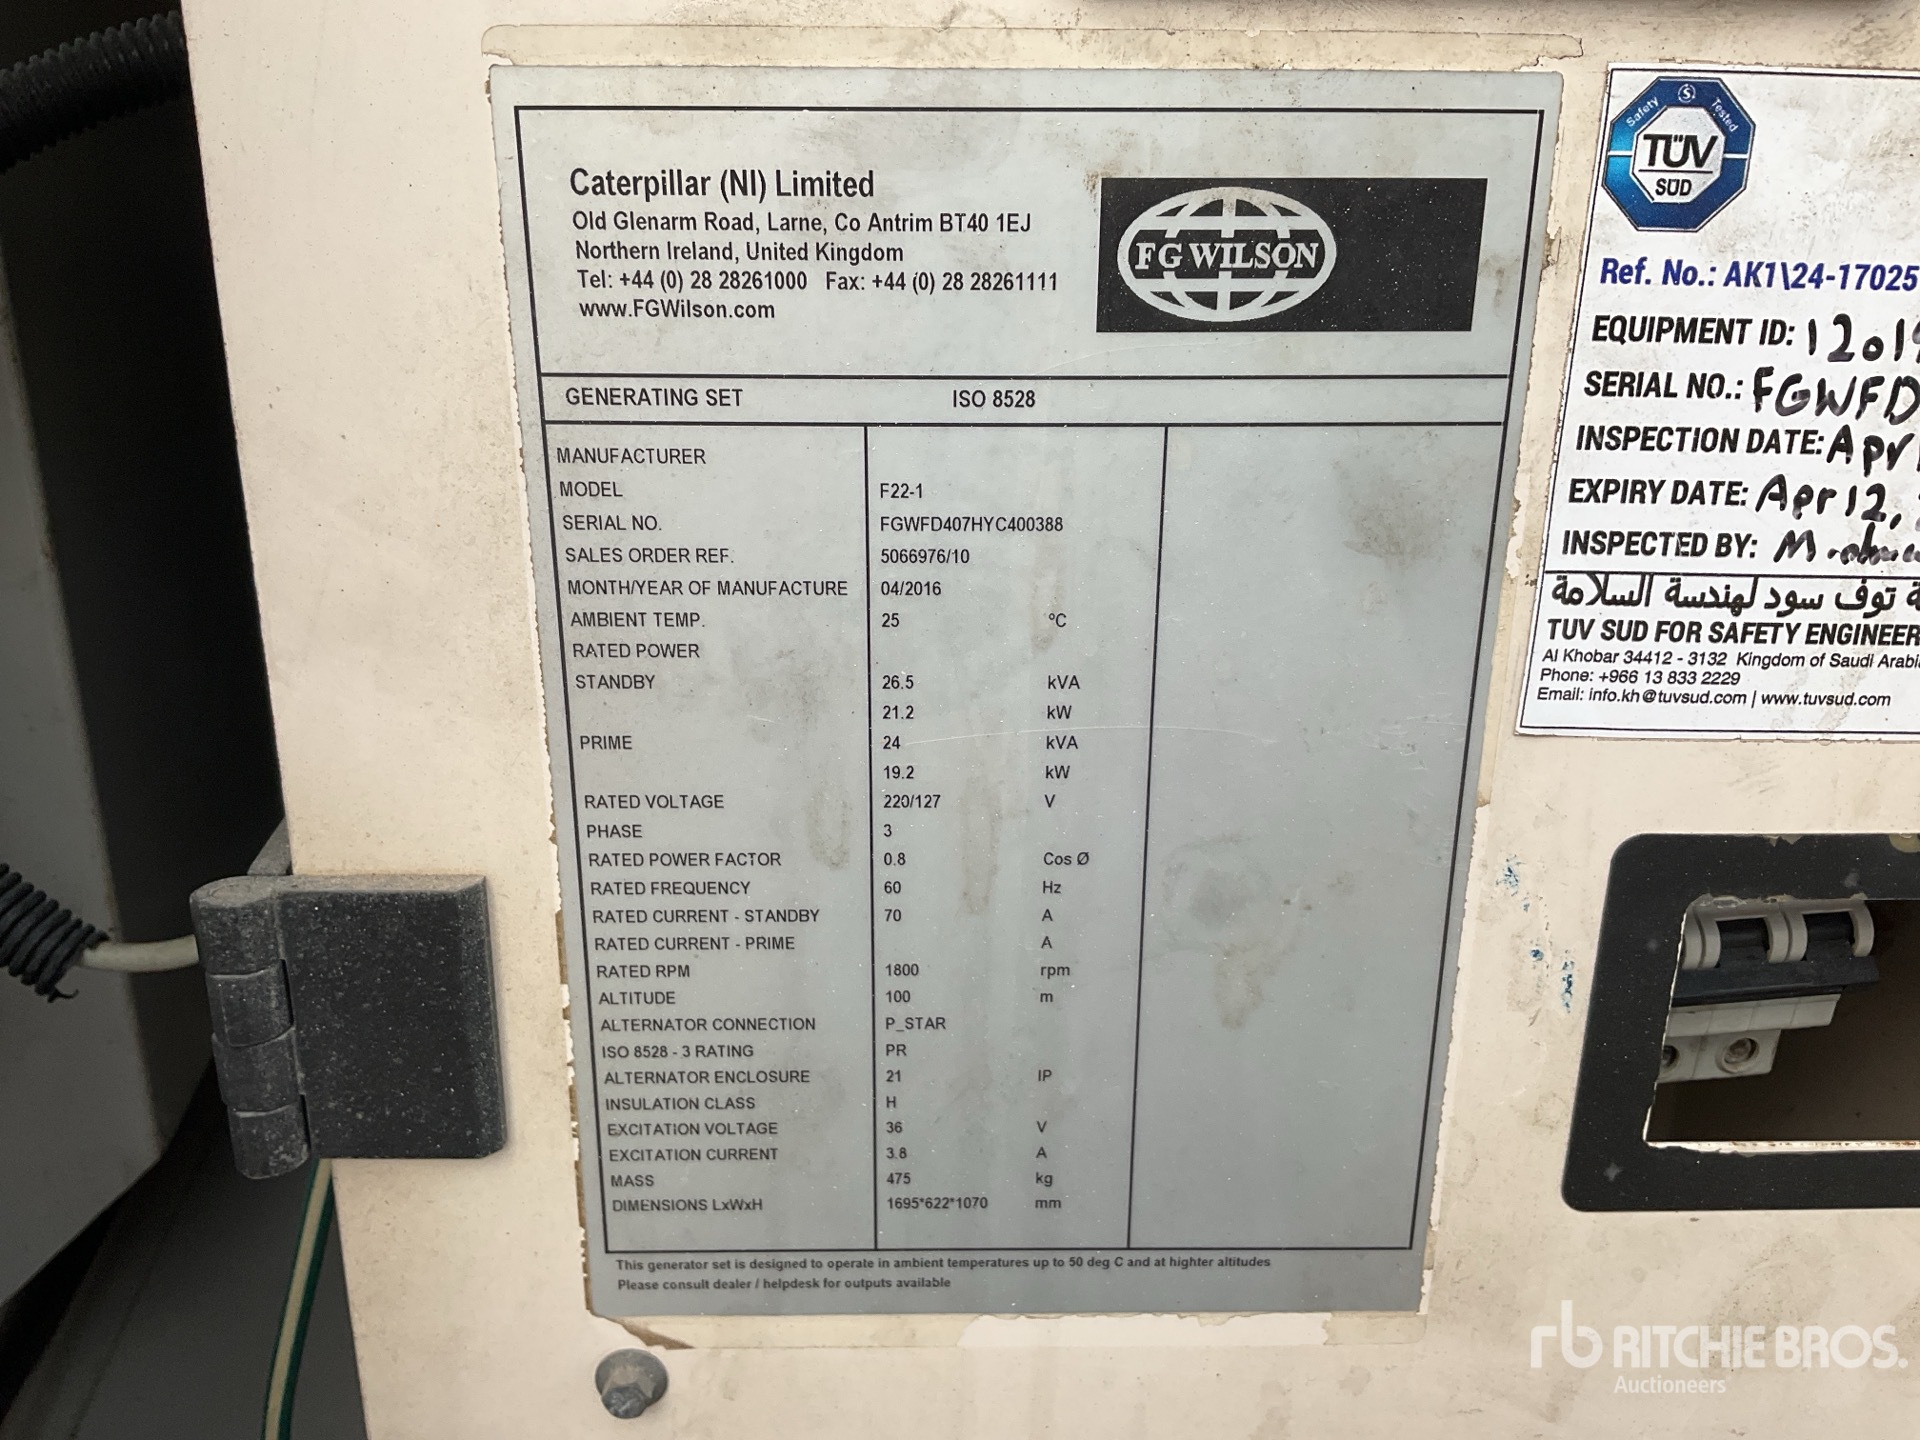 Caterpillar (NI) Limited
Old Glenarm Road, Larne, Co Antrim BT40 1EJ
Northern Ireland, United Kingdom
Tel: +44 (0) 28 28261000 Fax: +44 (0) 28 28261111
www.FGWilson.com
FG WILSON
GENERATING SET ISO 8528
MANUFACTURER
MODEL F22-1
SERIAL NO. FGWFD407HYC400388
SALES ORDER REF. 5066976/10
MONTH/YEAR OF MANUFACTURE 04/2016
AMBIENT TEMP. 25 ºC
RATED POWER
STANDBY 26.5 kVA
21.2 kW
PRIME 24 kVA
19.2 kW
RATED VOLTAGE 220/127 V
PHASE 3
RATED POWER FACTOR 0.8 Cos Ø
RATED FREQUENCY 60 Hz
RATED CURRENT - STANDBY 70 A
RATED CURRENT - PRIME A
RATED RPM 1800 rpm
ALTITUDE 100 m
ALTERNATOR CONNECTION P_STAR
ISO 8528 - 3 RATING PR
ALTERNATOR ENCLOSURE 21 IP
INSULATION CLASS H
EXCITATION VOLTAGE 36 V
EXCITATION CURRENT 3.8 A
MASS 475 kg
DIMENSIONS LxWxH 1695*622*1070 mm
This generator set is designed to operate in ambient temperatures up to 50 deg C and at highter altitudes
Please consult dealer / helpdesk for outputs available
Safety S Tested
TÜV
SÜD
Ref. No.: AK1\24-17025
EQUIPMENT ID: 1201
SERIAL NO.: FGWFD
INSPECTION DATE: Apr
EXPIRY DATE: Apr 12,
INSPECTED BY:
توف سود لهندسة السلامة
TUV SUD FOR SAFETY ENGINEER
Al Khobar 34412 - 3132 Kingdom of Saudi Arabi
Phone: +966 13 833 2229
Email: info.kh@tuvsud.com | www.tuvsud.com
rb RITCHIE BROS.
Auctioneers